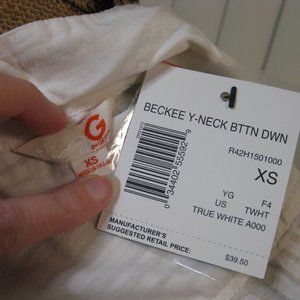 G
XS
BECKEE Y-NECK BTTN DWN
R42H1501000
XS
YG F4
US TWHT
TRUE WHITE A000
MANUFACTURER'S
SUGGESTED RETAIL PRICE:
$39.50